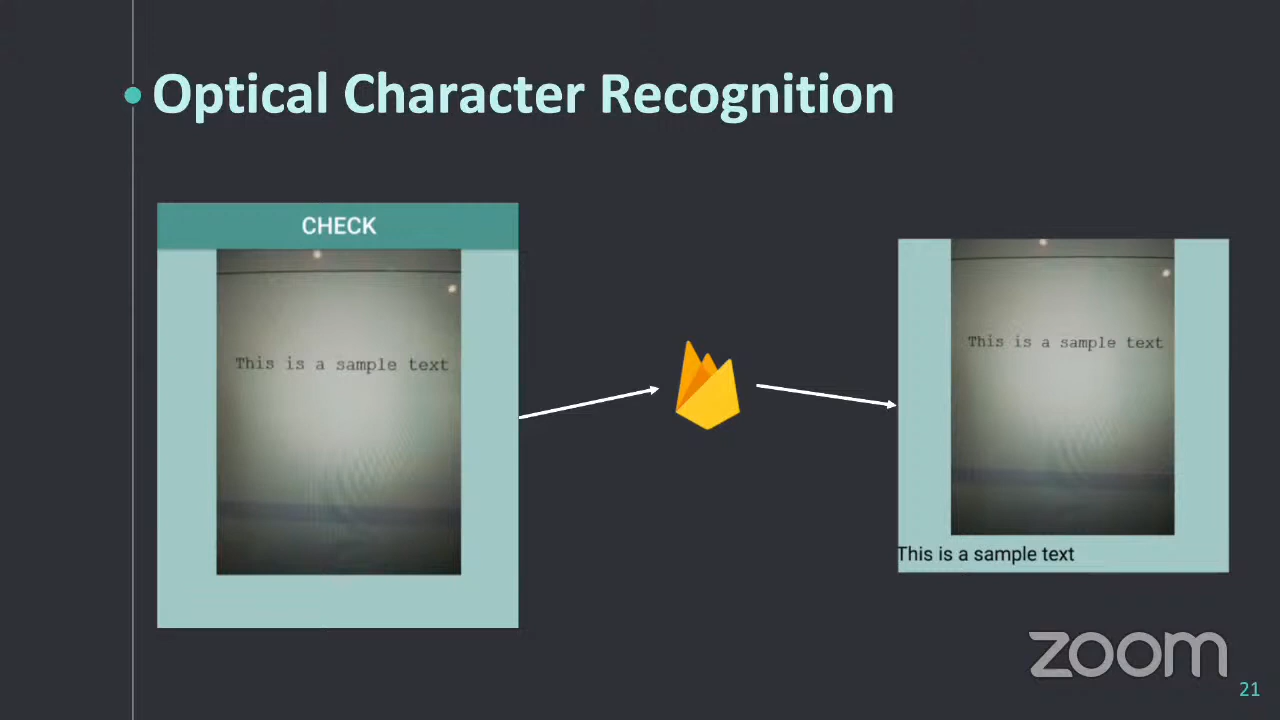 Optical Character Recognition
CHECK
This is a sample text
This is a sample text
This is a sample text
zoom
21